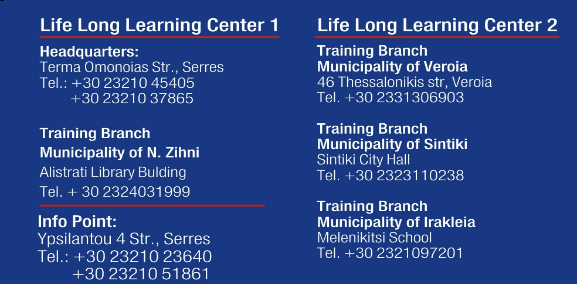 Life Long Learning Center 1
Headquarters:
Terma Omonoias Str., Serres
Tel.: +30 23210 45405
+30 23210 37865
Training Branch
Municipality of N. Zihni
Alistrati Library Bulding
Tel. + 30 2324031999
Info Point:
Ypsilantou 4 Str., Serres
Tel.: +30 23210 23640
+30 23210 51861
Life Long Learning Center 2
Training Branch
Municipality of Veroia
46 Thessalonikis str, Veroia
Tel. +30 2331306903
Training Branch
Municipality of Sintiki
Sintiki City Hall
Tel. +30 2323110238
Training Branch
Municipality of Irakleia
Melenikitsi School
Tel. +30 2321097201